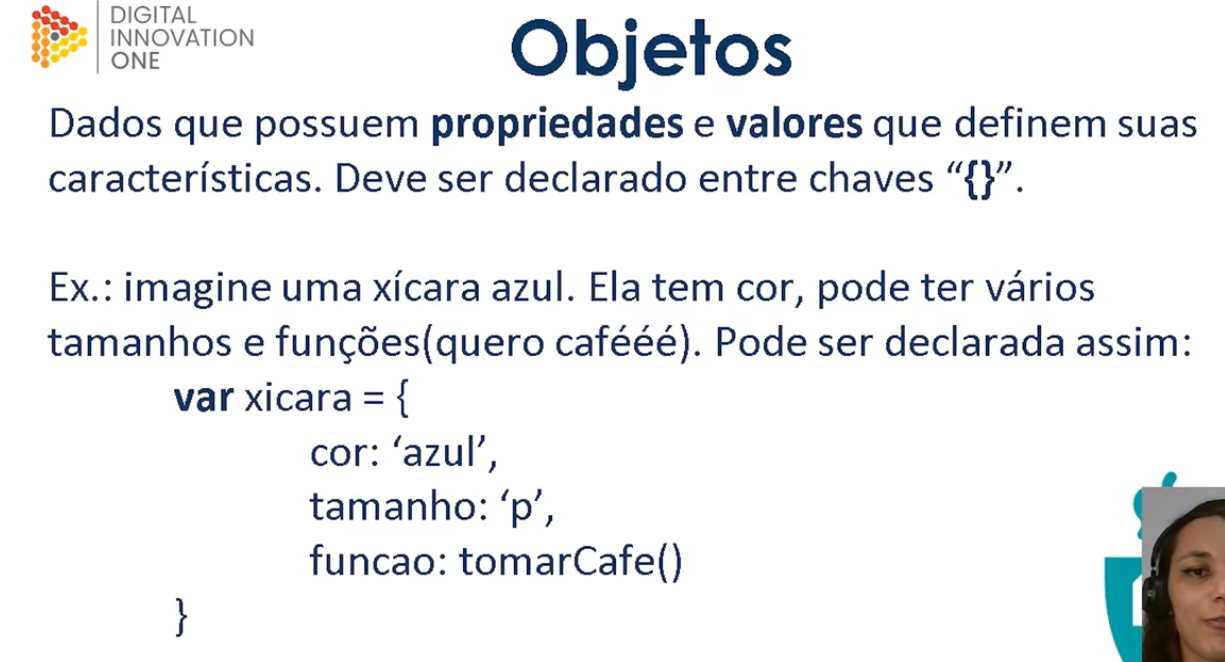 DIGITAL
INNOVATION
ONE
Objetos
Dados que possuem propriedades e valores que definem suas
características. Deve ser declarado entre chaves “{}”.
Ex.: imagine uma xícara azul. Ela tem cor, pode ter vários
tamanhos e funções(quero cafééé). Pode ser declarada assim:
var xicara = {
cor: ‘azul’,
tamanho: ‘p’,
funcao: tomarCafe()
}